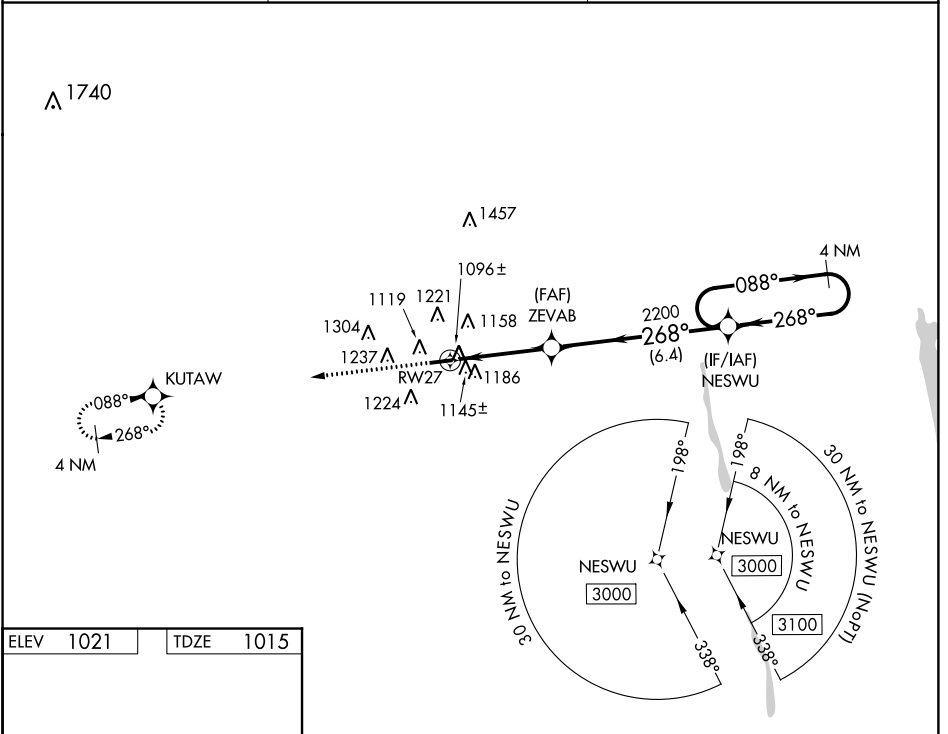 1740
1457
4 NM
088°
1096±
(FAF)
ZEVAB
1119
1221
1158
2200
268°
(6.4)
268°
1304
(IF/IAF)
NESWU
1237
RW27
1186
KUTAW
088°
1224
1145±
268°
4 NM
198°
198°
30 NM to NESWU (NoPT)
8 NM to NESWU
30 NM to NESWU
NESWU
3000
NESWU
3000
3100
338°
338°
ELEV 1021
TDZE 1015